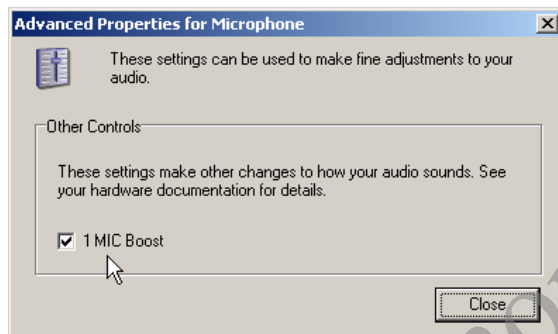 Advanced Properties for Microphone
These settings can be used to make fine adjustments to your
audio.
Other Controls
These settings make other changes to how your audio sounds. See
your hardware documentation for details.
1 MIC Boost
Close